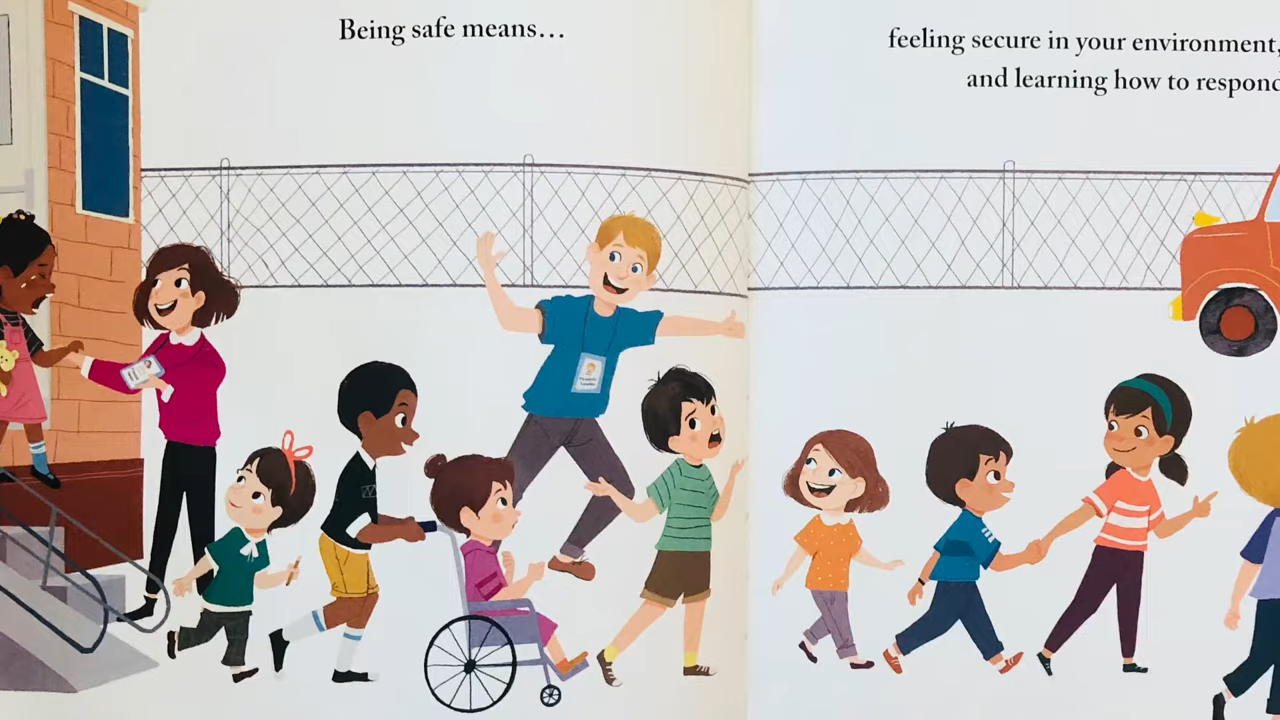 Being safe means…
feeling secure in your environment,
and learning how to respond